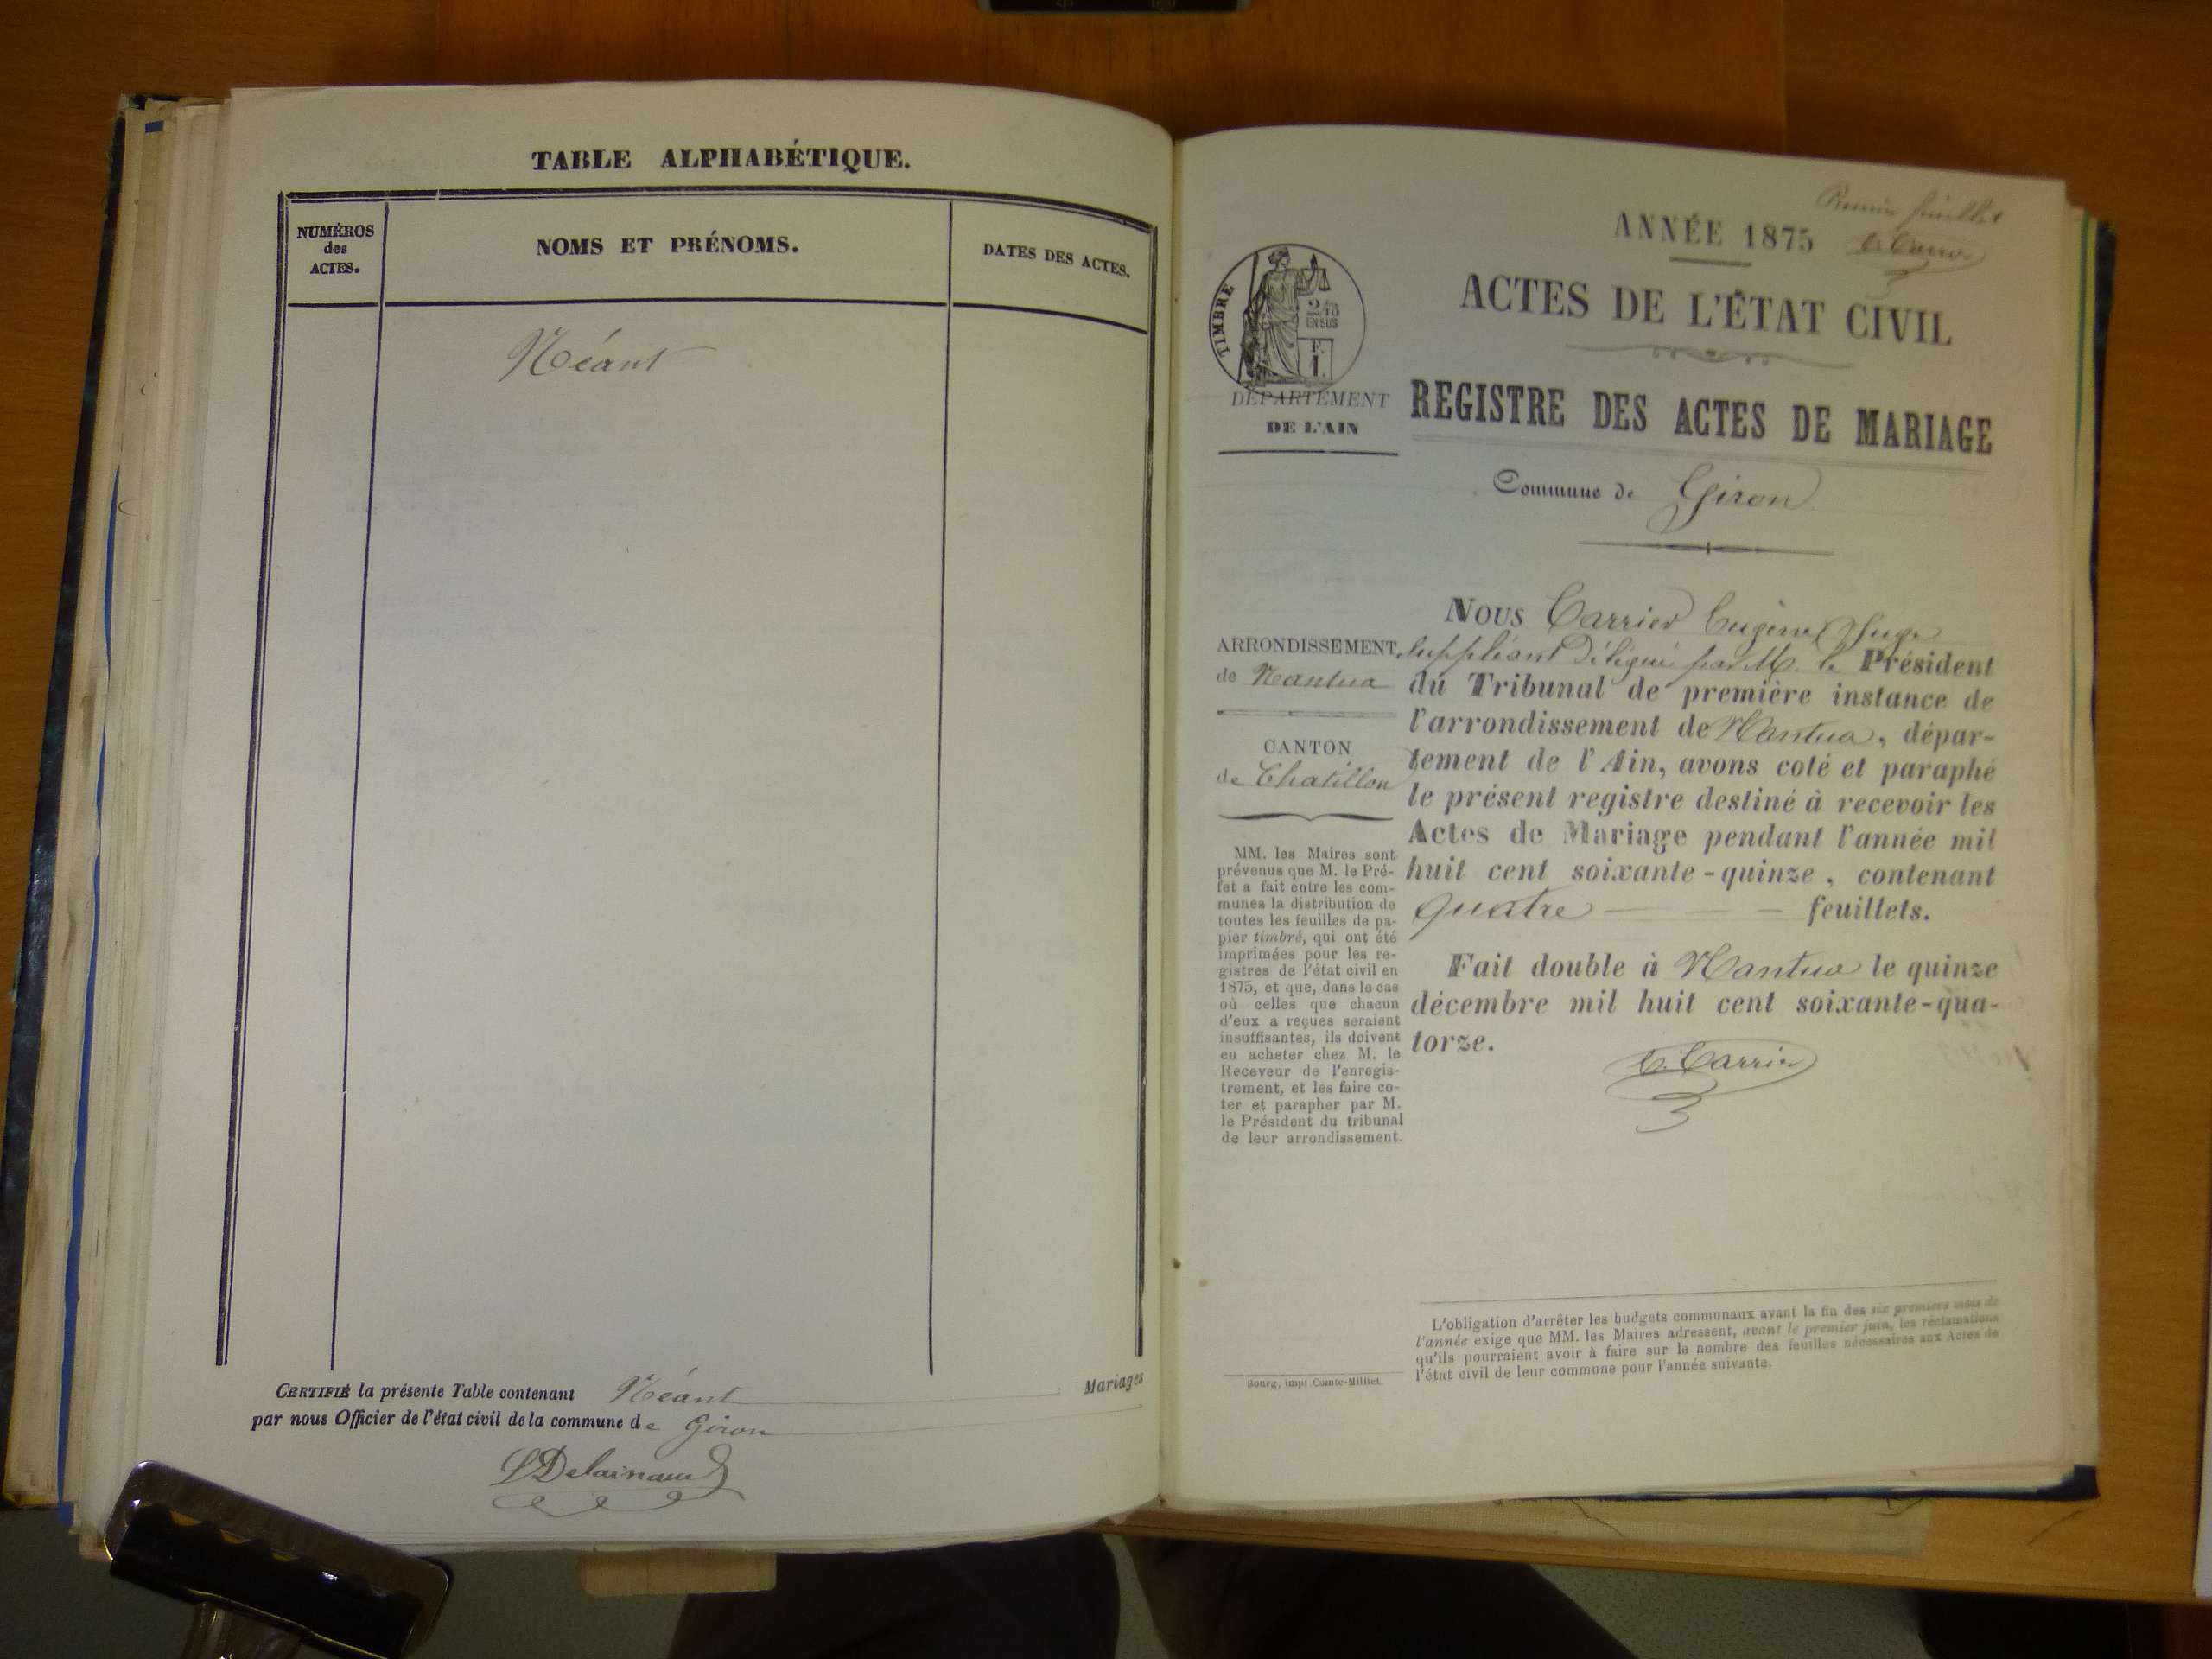 TABLE ALPHABÉTIQUE.
NUMÉROS
des
ACTES.
NOMS ET PRÉNOMS.
DATES DES ACTES.
Néant
CERTIFIÉ la présente Table contenant Néant Mariages
par nous Officier de l'état civil de la commune de Giron
Premier feuillet
ANNÉE 1875
E. Carrier
ACTES DE L'ÉTAT CIVIL
TIMBRE
2/10
EN SUS
F.
1.
DÉPARTEMENT
DE L'AIN
REGISTRE DES ACTES DE MARIAGE
Commune de Giron
ARRONDISSEMENT
de Nantua
CANTON
de Chatillon
MM. les Maires sont
prévenus que M. le Pré-
fet a fait entre les com-
munes la distribution de
toutes les feuilles de pa-
pier timbré, qui ont été
imprimées pour les re-
gistres de l'état civil en
1875, et que, dans le cas
où celles que chacun
d'eux a reçues seraient
insuffisantes, ils doivent
en acheter chez M. le
Receveur de l'enregis-
trement, et les faire co-
ter et parapher par M.
le Président du tribunal
de leur arrondissement.
Nous Carrier Eugène, Juge
Suppléant Délégué par M. le Président
du Tribunal de première instance de
l'arrondissement de Nantua, dépar-
tement de l'Ain, avons coté et paraphé
le présent registre destiné à recevoir les
Actes de Mariage pendant l'année mil
huit cent soixante-quinze, contenant
quatre feuillets.
Fait double à Nantua le quinze
décembre mil huit cent soixante-qua-
torze.
E. Carrier
L'obligation d'arrêter les budgets communaux avant la fin des six premiers mois de
l'année exige que MM. les Maires adressent, avant le premier juin, les réclamations
qu'ils pourraient avoir à faire sur le nombre des feuilles nécessaires aux Actes de
l'état civil de leur commune pour l'année suivante.
Bourg, impr. Comte-Milliet.